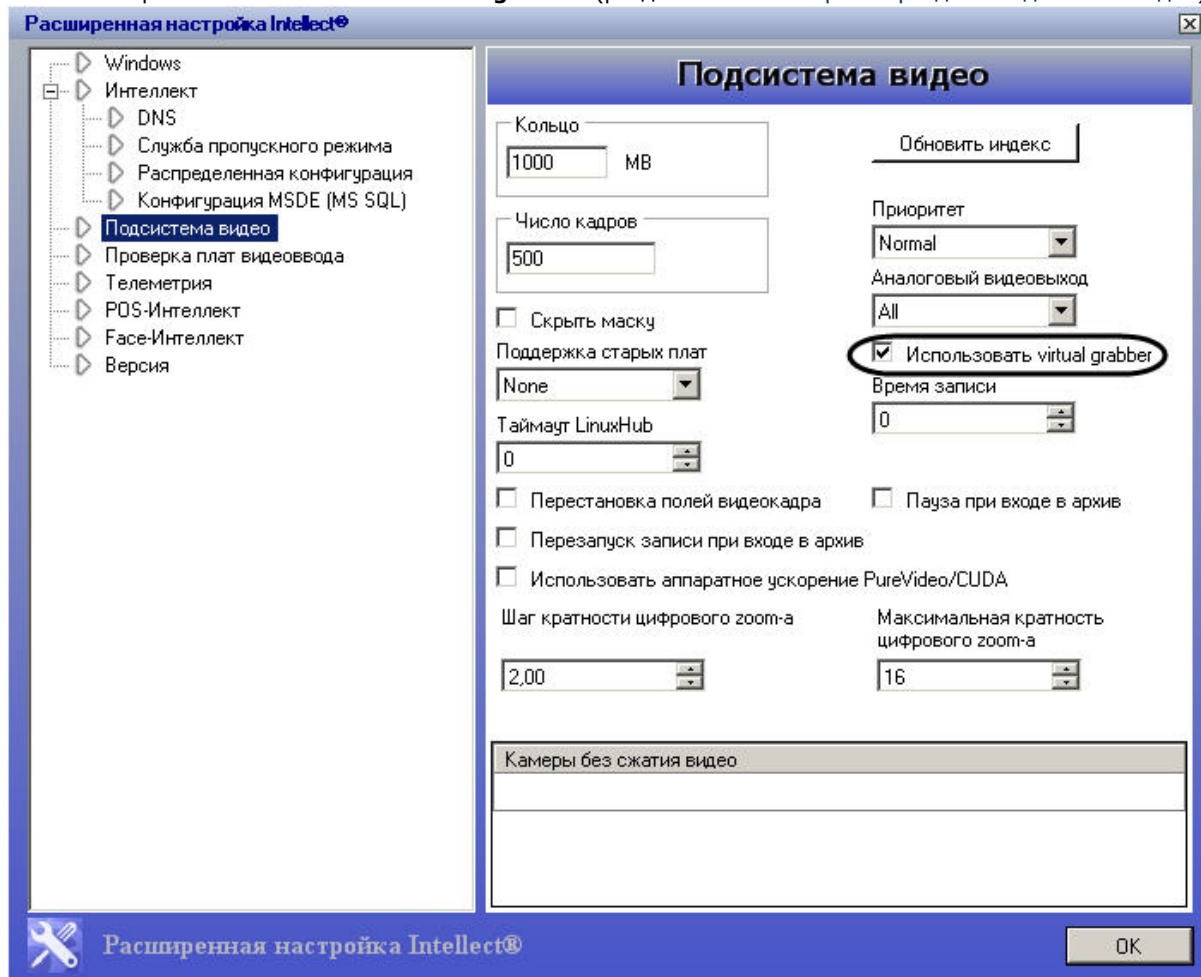 Расширенная настройка Intellect®
Windows
Интеллект
DNS
Служба пропускного режима
Распределенная конфигурация
Конфигурация MSDE (MS SQL)
Подсистема видео
Проверка плат видеоввода
Телеметрия
POS-Интеллект
Face-Интеллект
Версия
Подсистема видео
Кольцо
1000 MB
Обновить индекс
Число кадров
500
Приоритет
Normal
Аналоговый видеовыход
All
Скрыть маску
Использовать virtual grabber
Поддержка старых плат
None
Время записи
0
Таймаут LinuxHub
0
Перестановка полей видеокадра
Пауза при входе в архив
Перезапуск записи при входе в архив
Использовать аппаратное ускорение PureVideo/CUDA
Шаг кратности цифрового zoom-а
2,00
Максимальная кратность
цифрового zoom-а
16
Камеры без сжатия видео
Расширенная настройка Intellect®
OK